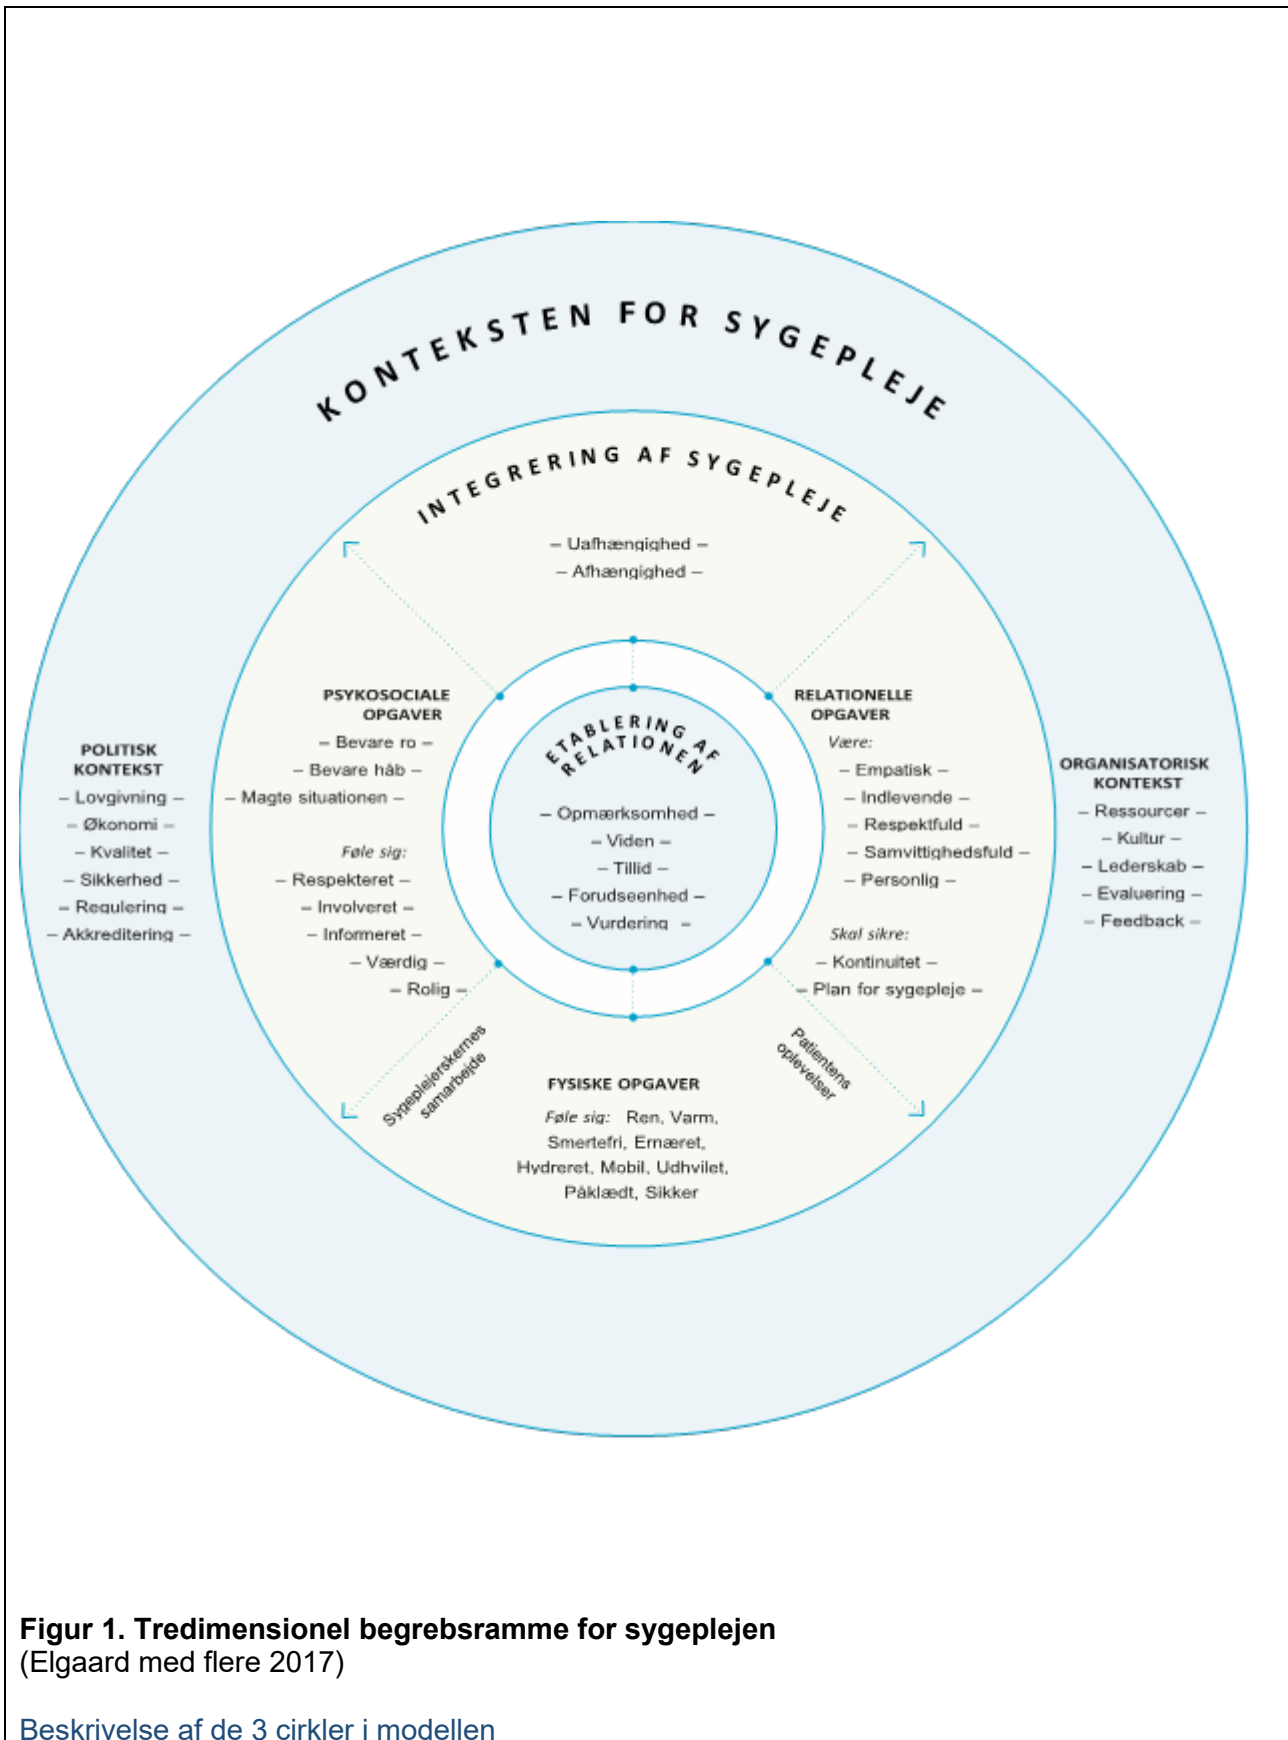 KONTEKSTEN FOR SYGEPLEJE
INTEGRERING AF SYGEPLEJE
– Uafhængighed –
– Afhængighed –
PSYKOSOCIALE
OPGAVER
– Bevare ro –
– Bevare håb –
– Magte situationen –
Føle sig:
– Respekteret –
– Involveret –
– Informeret –
– Værdig –
– Rolig –
ETABLERING AF
RELATIONEN
– Opmærksomhed –
– Viden –
– Tillid –
– Forudseenhed –
– Vurdering –
RELATIONELLE
OPGAVER
Være:
– Empatisk –
– Indlevende –
– Respektfuld –
– Samvittighedsfuld –
– Personlig –
Skal sikre:
– Kontinuitet –
– Plan for sygepleje –
POLITISK
KONTEKST
– Lovgivning –
– Økonomi –
– Kvalitet –
– Sikkerhed –
– Regulering –
– Akkreditering –
ORGANISATORISK
KONTEKST
– Ressourcer –
– Kultur –
– Lederskab –
– Evaluering –
– Feedback –
Sygeplejerskernes
samarbejde
Patientens
oplevelser
FYSISKE OPGAVER
Føle sig: Ren, Varm,
Smertefri, Ernæret,
Hydreret, Mobil, Udhvilet,
Påklædt, Sikker
Figur 1. Tredimensionel begrebsramme for sygeplejen
(Elgaard med flere 2017)
Beskrivelse af de 3 cirkler i modellen